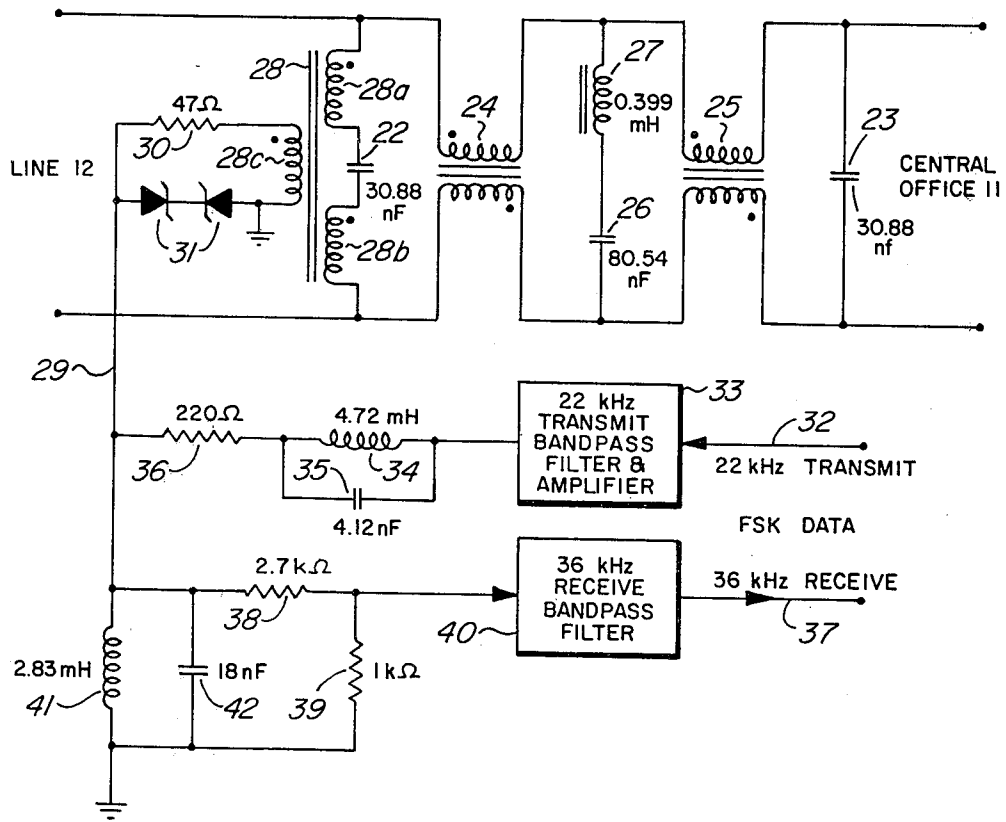 28
28a
24
27
0.399
mH
25
23
47Ω
30
28c
22
30.88
nF
LINE 12
CENTRAL
OFFICE 11
31
28b
26
80.54
nF
30.88
nf
29
33
220Ω
4.72 mH
22 kHz
TRANSMIT
BANDPASS
FILTER &
AMPLIFIER
32
36
35
34
22 kHz TRANSMIT
4.12 nF
FSK DATA
2.7 kΩ
36 kHz
RECEIVE
BANDPASS
FILTER
36 kHz RECEIVE
38
40
37
2.83 mH
18 nF
1 kΩ
41
42
39